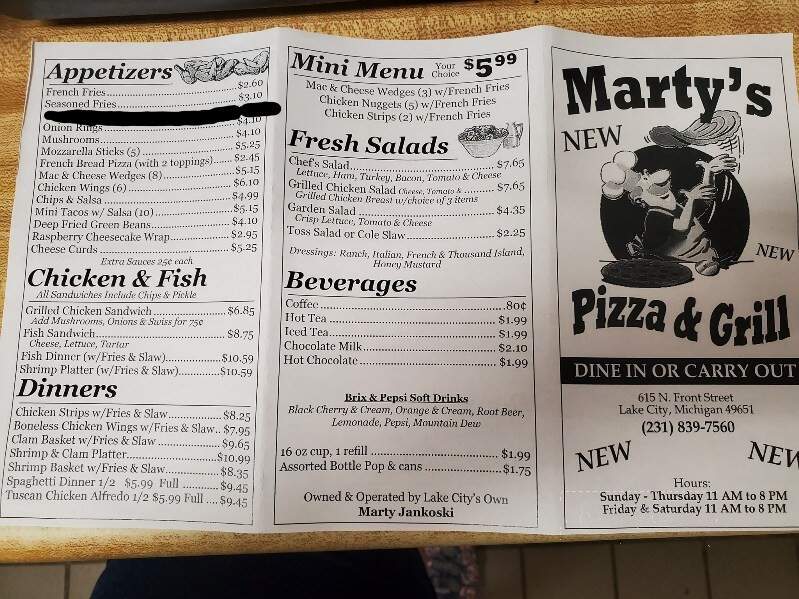 Appetizers
French Fries $2.60
Seasoned Fries $3.10
Onion Rings $4.10
Mushrooms $4.10
Mozzarella Sticks (5) $5.25
French Bread Pizza (with 2 toppings) $2.45
Mac & Cheese Wedges (8) $5.15
Chicken Wings (6) $6.10
Chips & Salsa $4.99
Mini Tacos w/ Salsa (10) $5.15
Deep Fried Green Beans $4.10
Raspberry Cheesecake Wrap $2.95
Cheese Curds $5.25
Extra Sauces 25¢ each
Chicken & Fish
All Sandwiches Include Chips & Pickle
Grilled Chicken Sandwich $6.85
Add Mushrooms, Onions & Swiss for 75¢
Fish Sandwich $8.75
Cheese, Lettuce, Tartar
Fish Dinner (w/Fries & Slaw) $10.59
Shrimp Platter (w/Fries & Slaw) $10.59
Dinners
Chicken Strips w/Fries & Slaw $8.25
Boneless Chicken Wings w/Fries & Slaw $7.95
Clam Basket w/Fries & Slaw $9.65
Shrimp & Clam Platter $10.99
Shrimp Basket w/Fries & Slaw $8.35
Spaghetti Dinner 1/2 $5.99 Full $9.45
Tuscan Chicken Alfredo 1/2 $5.99 Full $9.45
Mini Menu Your Choice $5.99
Mac & Cheese Wedges (3) w/French Fries
Chicken Nuggets (5) w/French Fries
Chicken Strips (2) w/French Fries
Fresh Salads
Chef's Salad $7.65
Lettuce, Ham, Turkey, Bacon, Tomato & Cheese
Grilled Chicken Salad Cheese, Tomato & $7.65
Grilled Chicken Breast w/choice of 3 items
Garden Salad $4.35
Crisp Lettuce, Tomato & Cheese
Toss Salad or Cole Slaw $2.25
Dressings: Ranch, Italian, French & Thousand Island,
Honey Mustard
Beverages
Coffee .80¢
Hot Tea $1.99
Iced Tea $1.99
Chocolate Milk $2.10
Hot Chocolate $1.99
Brix & Pepsi Soft Drinks
Black Cherry & Cream, Orange & Cream, Root Beer,
Lemonade, Pepsi, Mountain Dew
16 oz cup, 1 refill $1.99
Assorted Bottle Pop & cans $1.75
Owned & Operated by Lake City's Own
Marty Jankoski
Marty's
NEW
NEW
Pizza & Grill
DINE IN OR CARRY OUT
615 N. Front Street
Lake City, Michigan 49651
(231) 839-7560
NEW
NEW
Hours:
Sunday - Thursday 11 AM to 8 PM
Friday & Saturday 11 AM to 8 PM